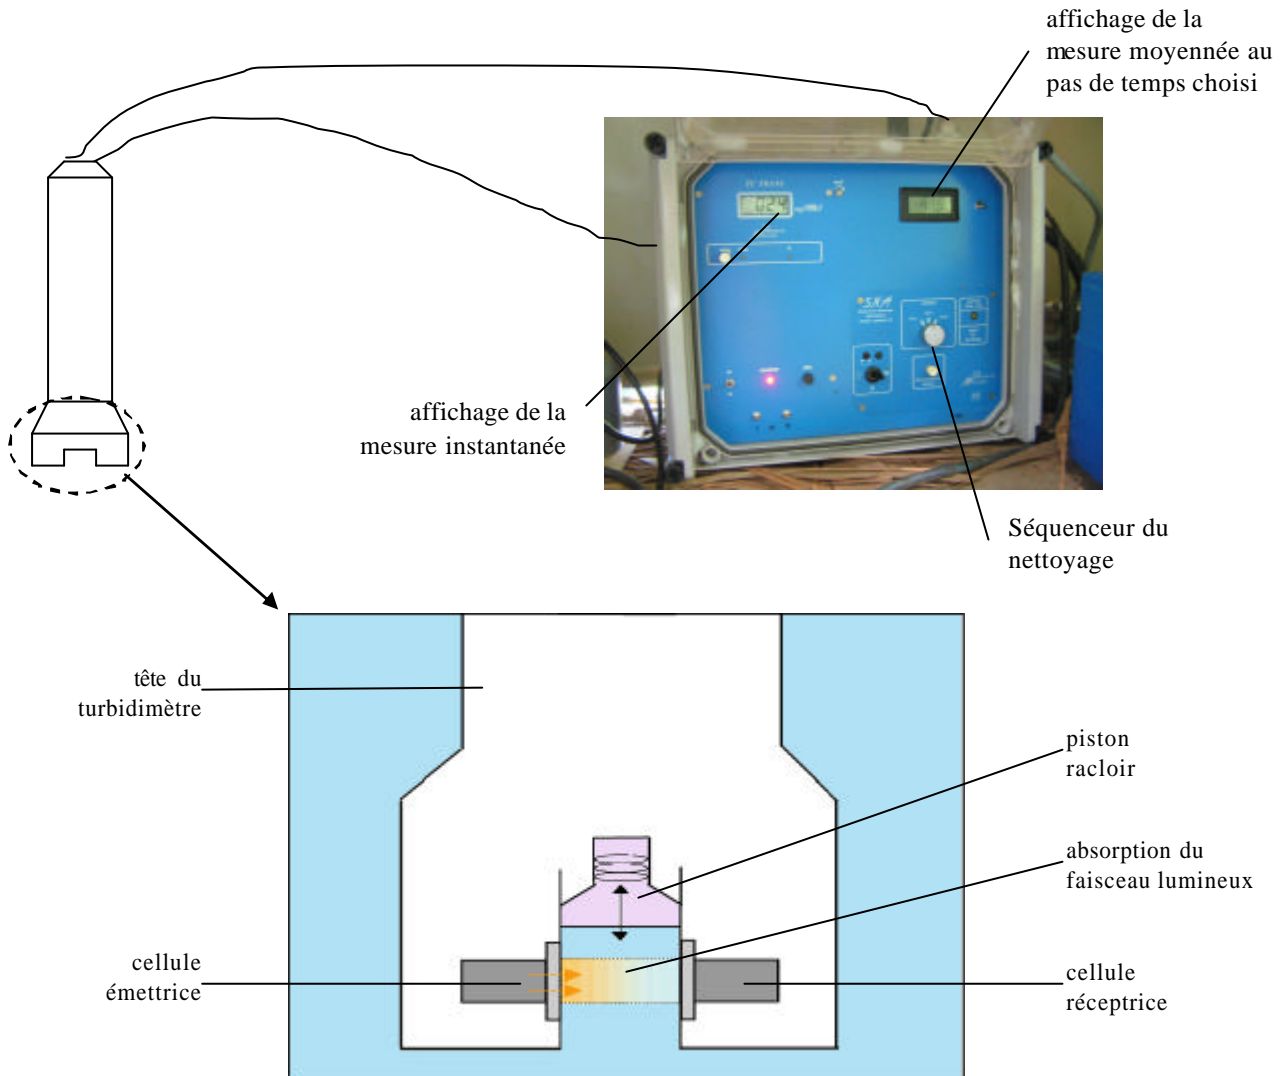 affichage de la
mesure moyennée au
pas de temps choisi
024
affichage de la
mesure instantanée
Séquenceur du
nettoyage
tête du
turbidimètre
piston
racloir
absorption du
faisceau lumineux
cellule
émettrice
cellule
réceptrice